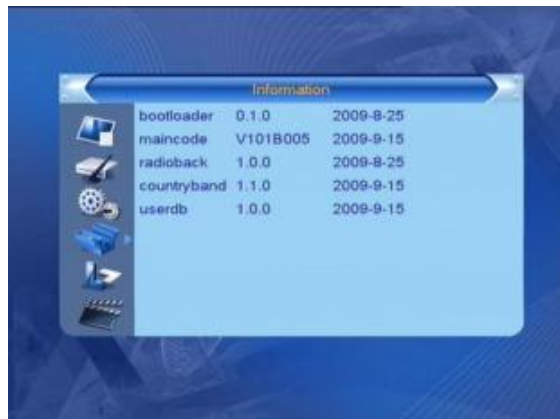 Information
bootloader 0.1.0 2009-8-25
maincode V101B005 2009-9-15
radioback 1.0.0 2009-8-25
countryband 1.1.0 2009-9-15
userdb 1.0.0 2009-9-15